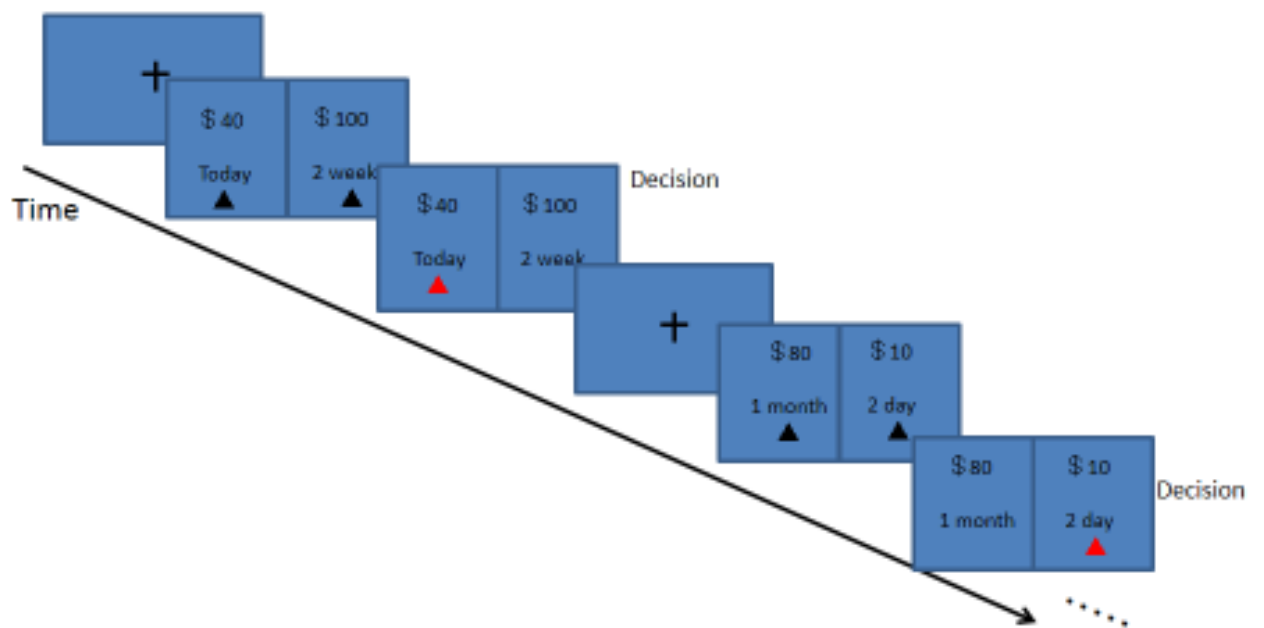 +
$ 40 $ 100
Today 2 week
Time
Decision
$ 40 $ 100
Today 2 week
+
$ 80 $ 10
1 month 2 day
$ 80 $ 10
Decision
1 month 2 day
......